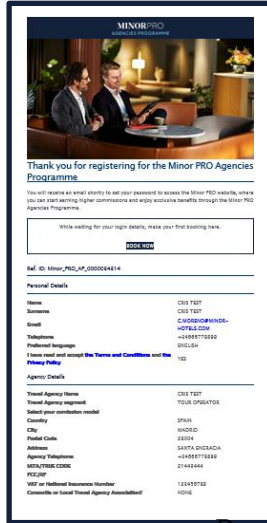 MINORPRO
AGENCIES PROGRAMME
Thank you for registering for the Minor PRO Agencies
Programme
You will receive an email shortly to set your password to access the Minor PRO website, where
you can start earning higher commissions and enjoy exclusive benefits through the Minor PRO
Agencies Programme.
While waiting for your login details, make your first booking here.
BOOK NOW
Ref. ID: Minor_PRO_AP_0000084614
Personal Details
Name CRIS TEST
Surname CRIS TEST
Email C.MORENO@MINOR-
HOTELS.COM
Telephone +34666778899
Preferred language ENGLISH
I have read and accept the Terms and Conditions and the
Privacy Policy YES
Agency Details
Travel Agency Name CRIS TEST
Travel Agency segment TOUR OPERATOR
Select your comission model
Country SPAIN
City MADRID
Postal Code 28004
Address SANTA ENGRACIA
Agency Telephone +34666778899
IATA/TRUE CODE 21443444
FCC/RF
VAT or National Insurance Number 123456788
Consortia or Local Travel Agency Association? NONE